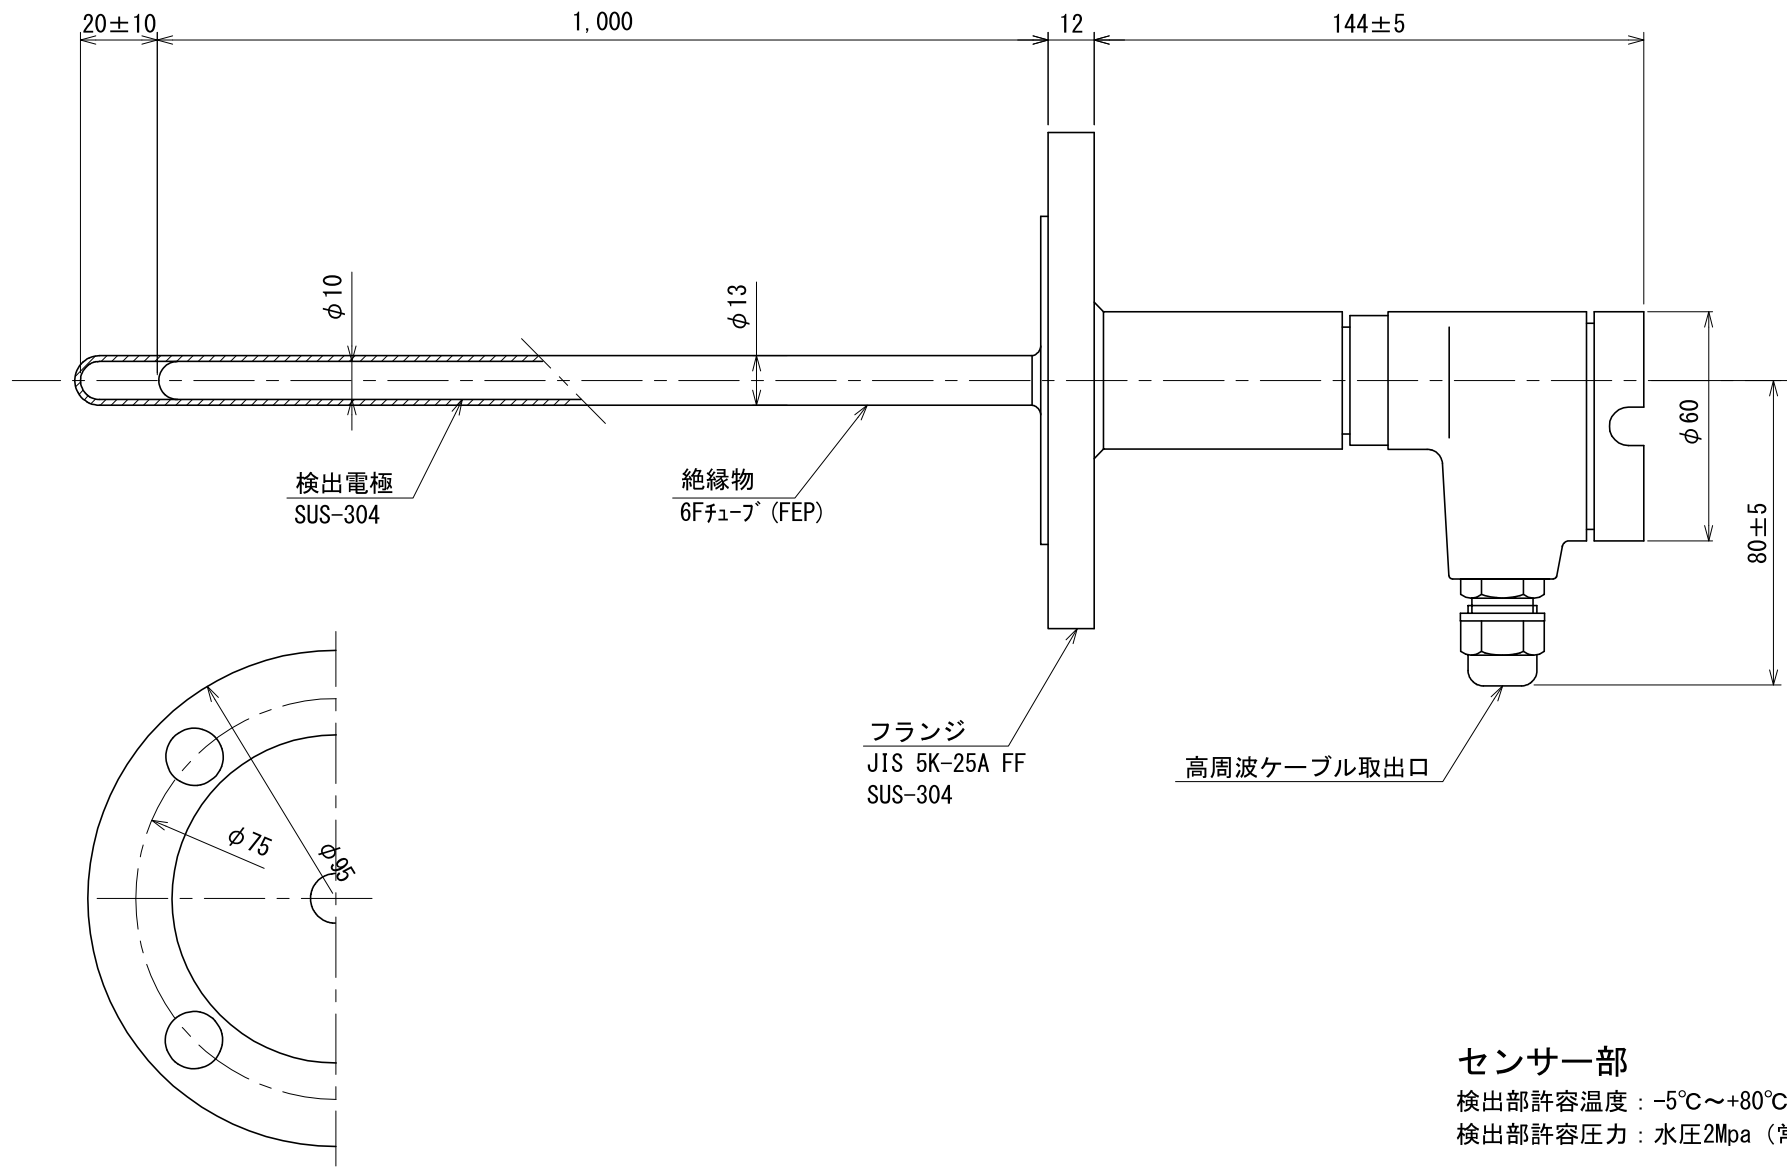 20±10
1,000
12
144±5
φ10
φ13
φ60
80±5
検出電極
SUS-304
絶縁物
6Fチューブ(FEP)
フランジ
JIS 5K-25A FF
SUS-304
高周波ケーブル取出口
φ75
φ95
センサー部
検出部許容温度：-5℃～+80℃
検出部許容圧力：水圧2Mpa（常